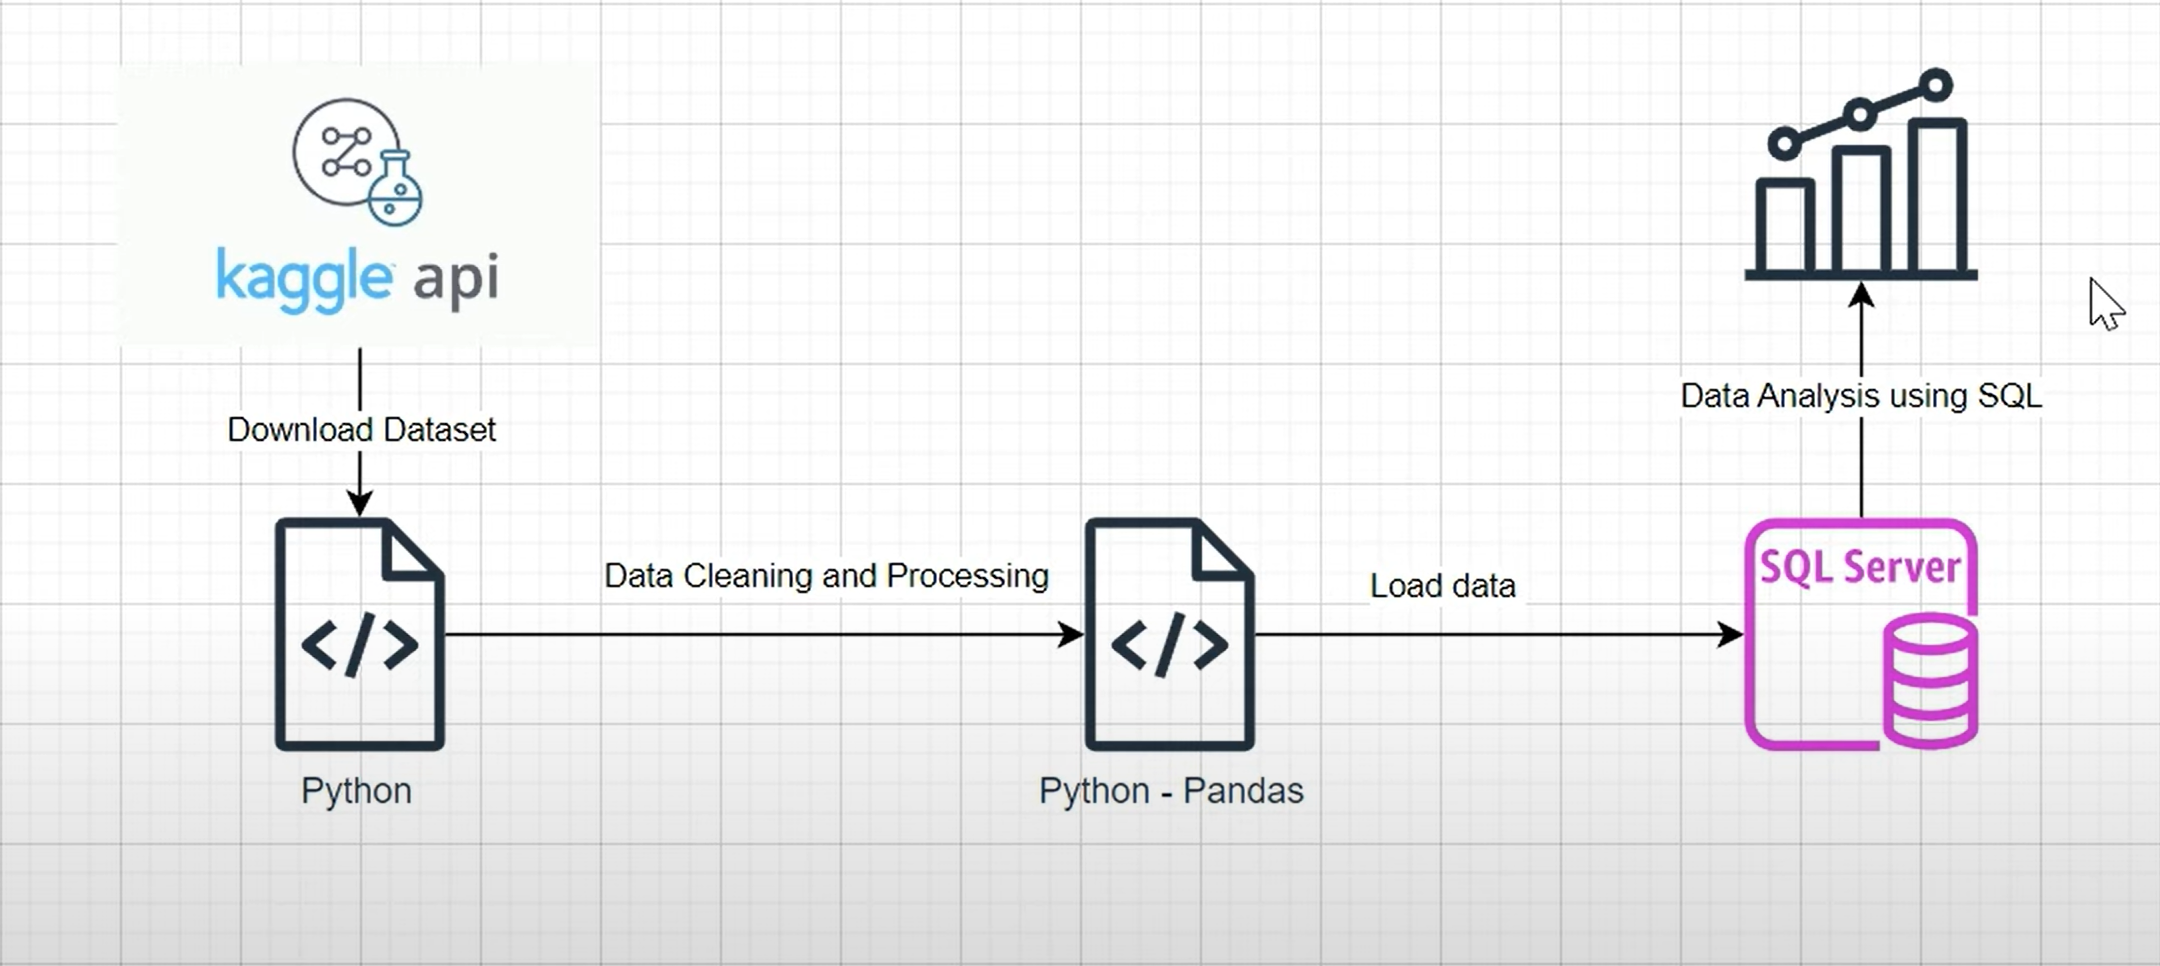 kaggle api
Download Dataset
</>
Python
Data Cleaning and Processing
</>
Python - Pandas
Load data
SQL Server
Data Analysis using SQL